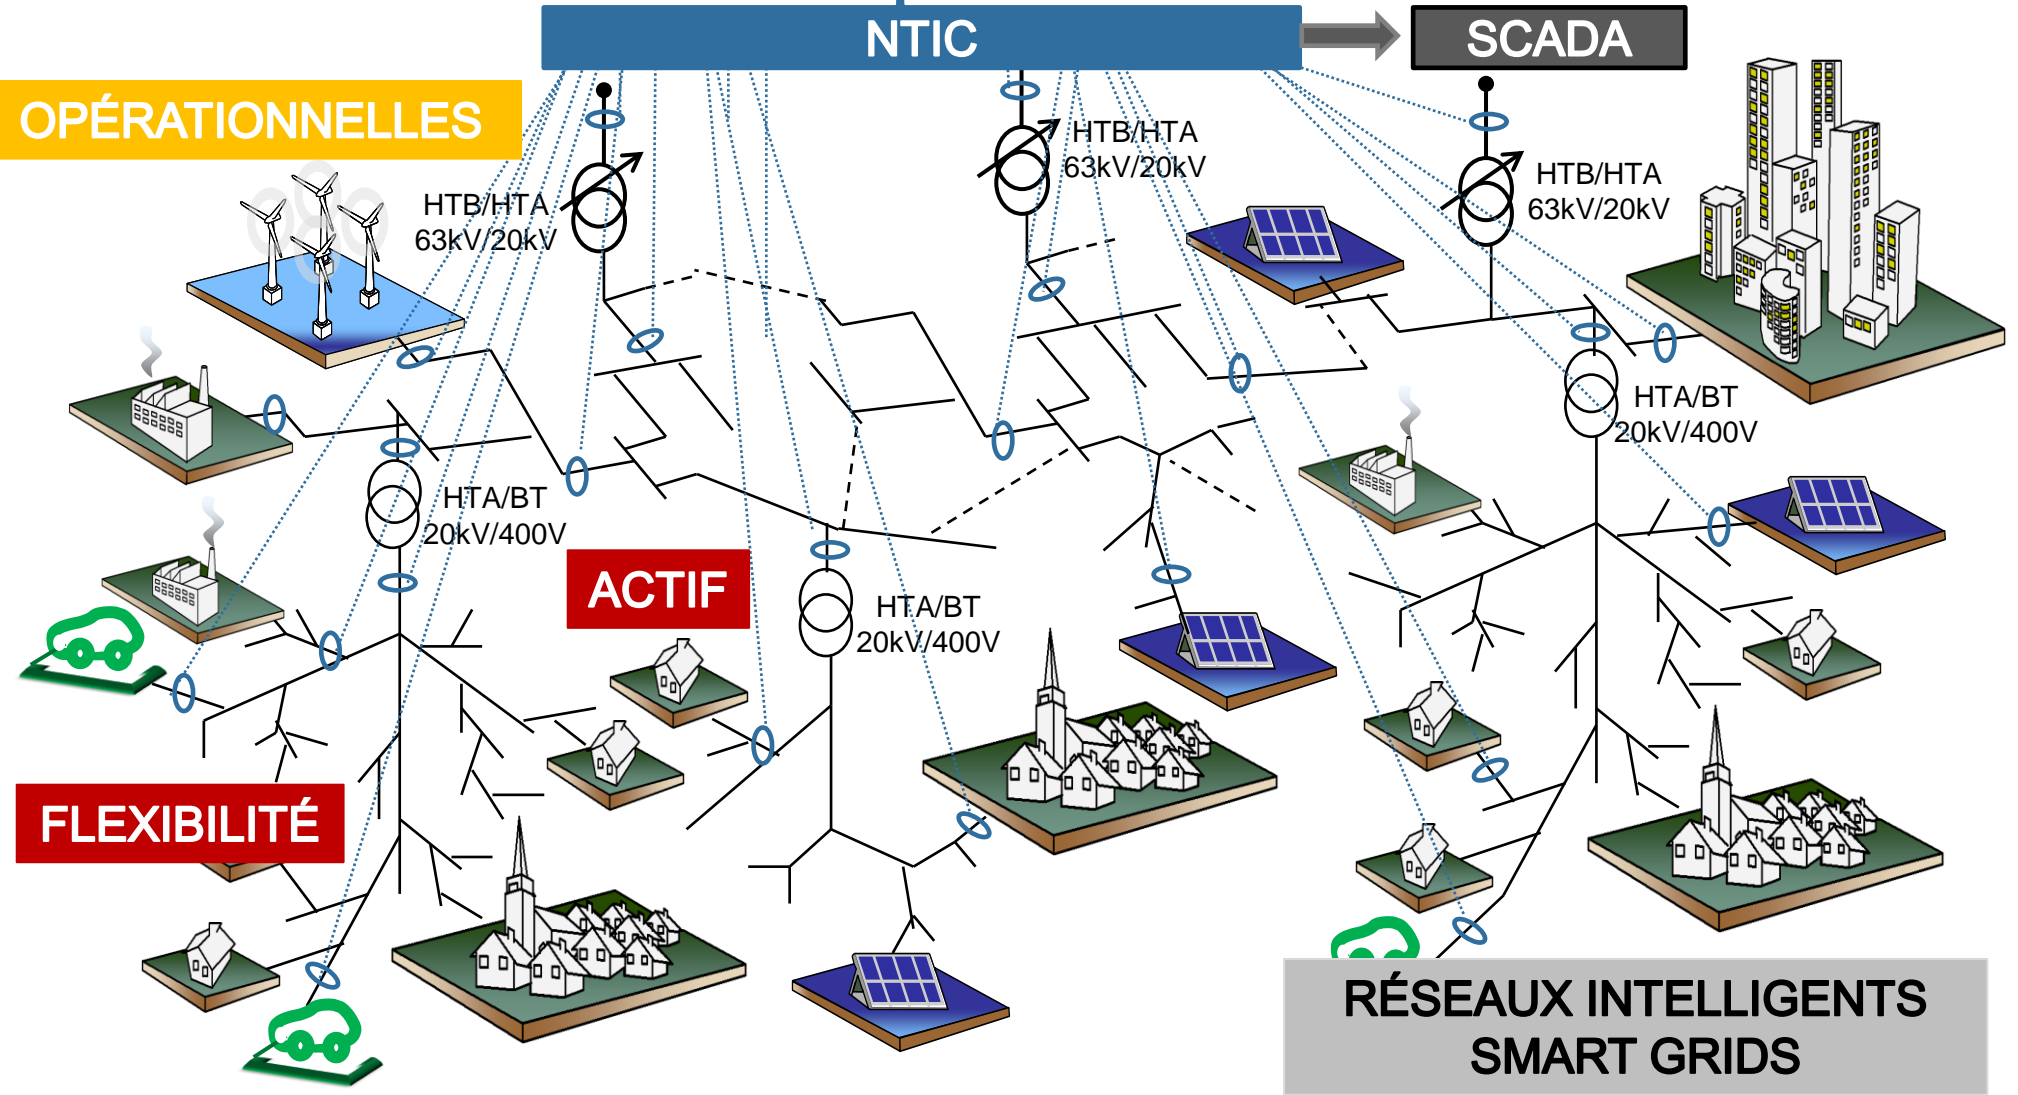 NTIC
SCADA
OPÉRATIONNELLES
HTB/HTA
63kV/20kV
HTB/HTA
63kV/20kV
HTB/HTA
63kV/20kV
HTA/BT
20kV/400V
HTA/BT
20kV/400V
ACTIF
HTA/BT
20kV/400V
FLEXIBILITÉ
RÉSEAUX INTELLIGENTS
SMART GRIDS